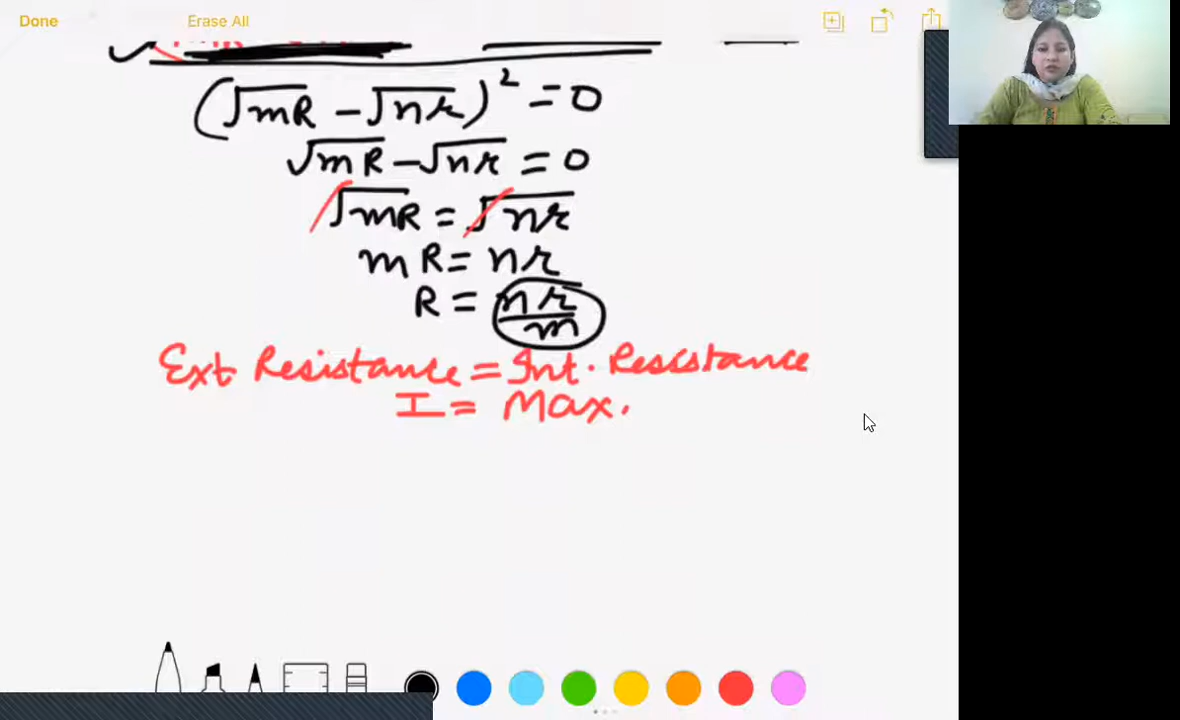 Done Erase All
(√mR - √nr)² = 0
√mR - √nr = 0
√mR = √nr
mR = nr
R = nr/m
Ext Resistance = Int. Resistance
I = Max.